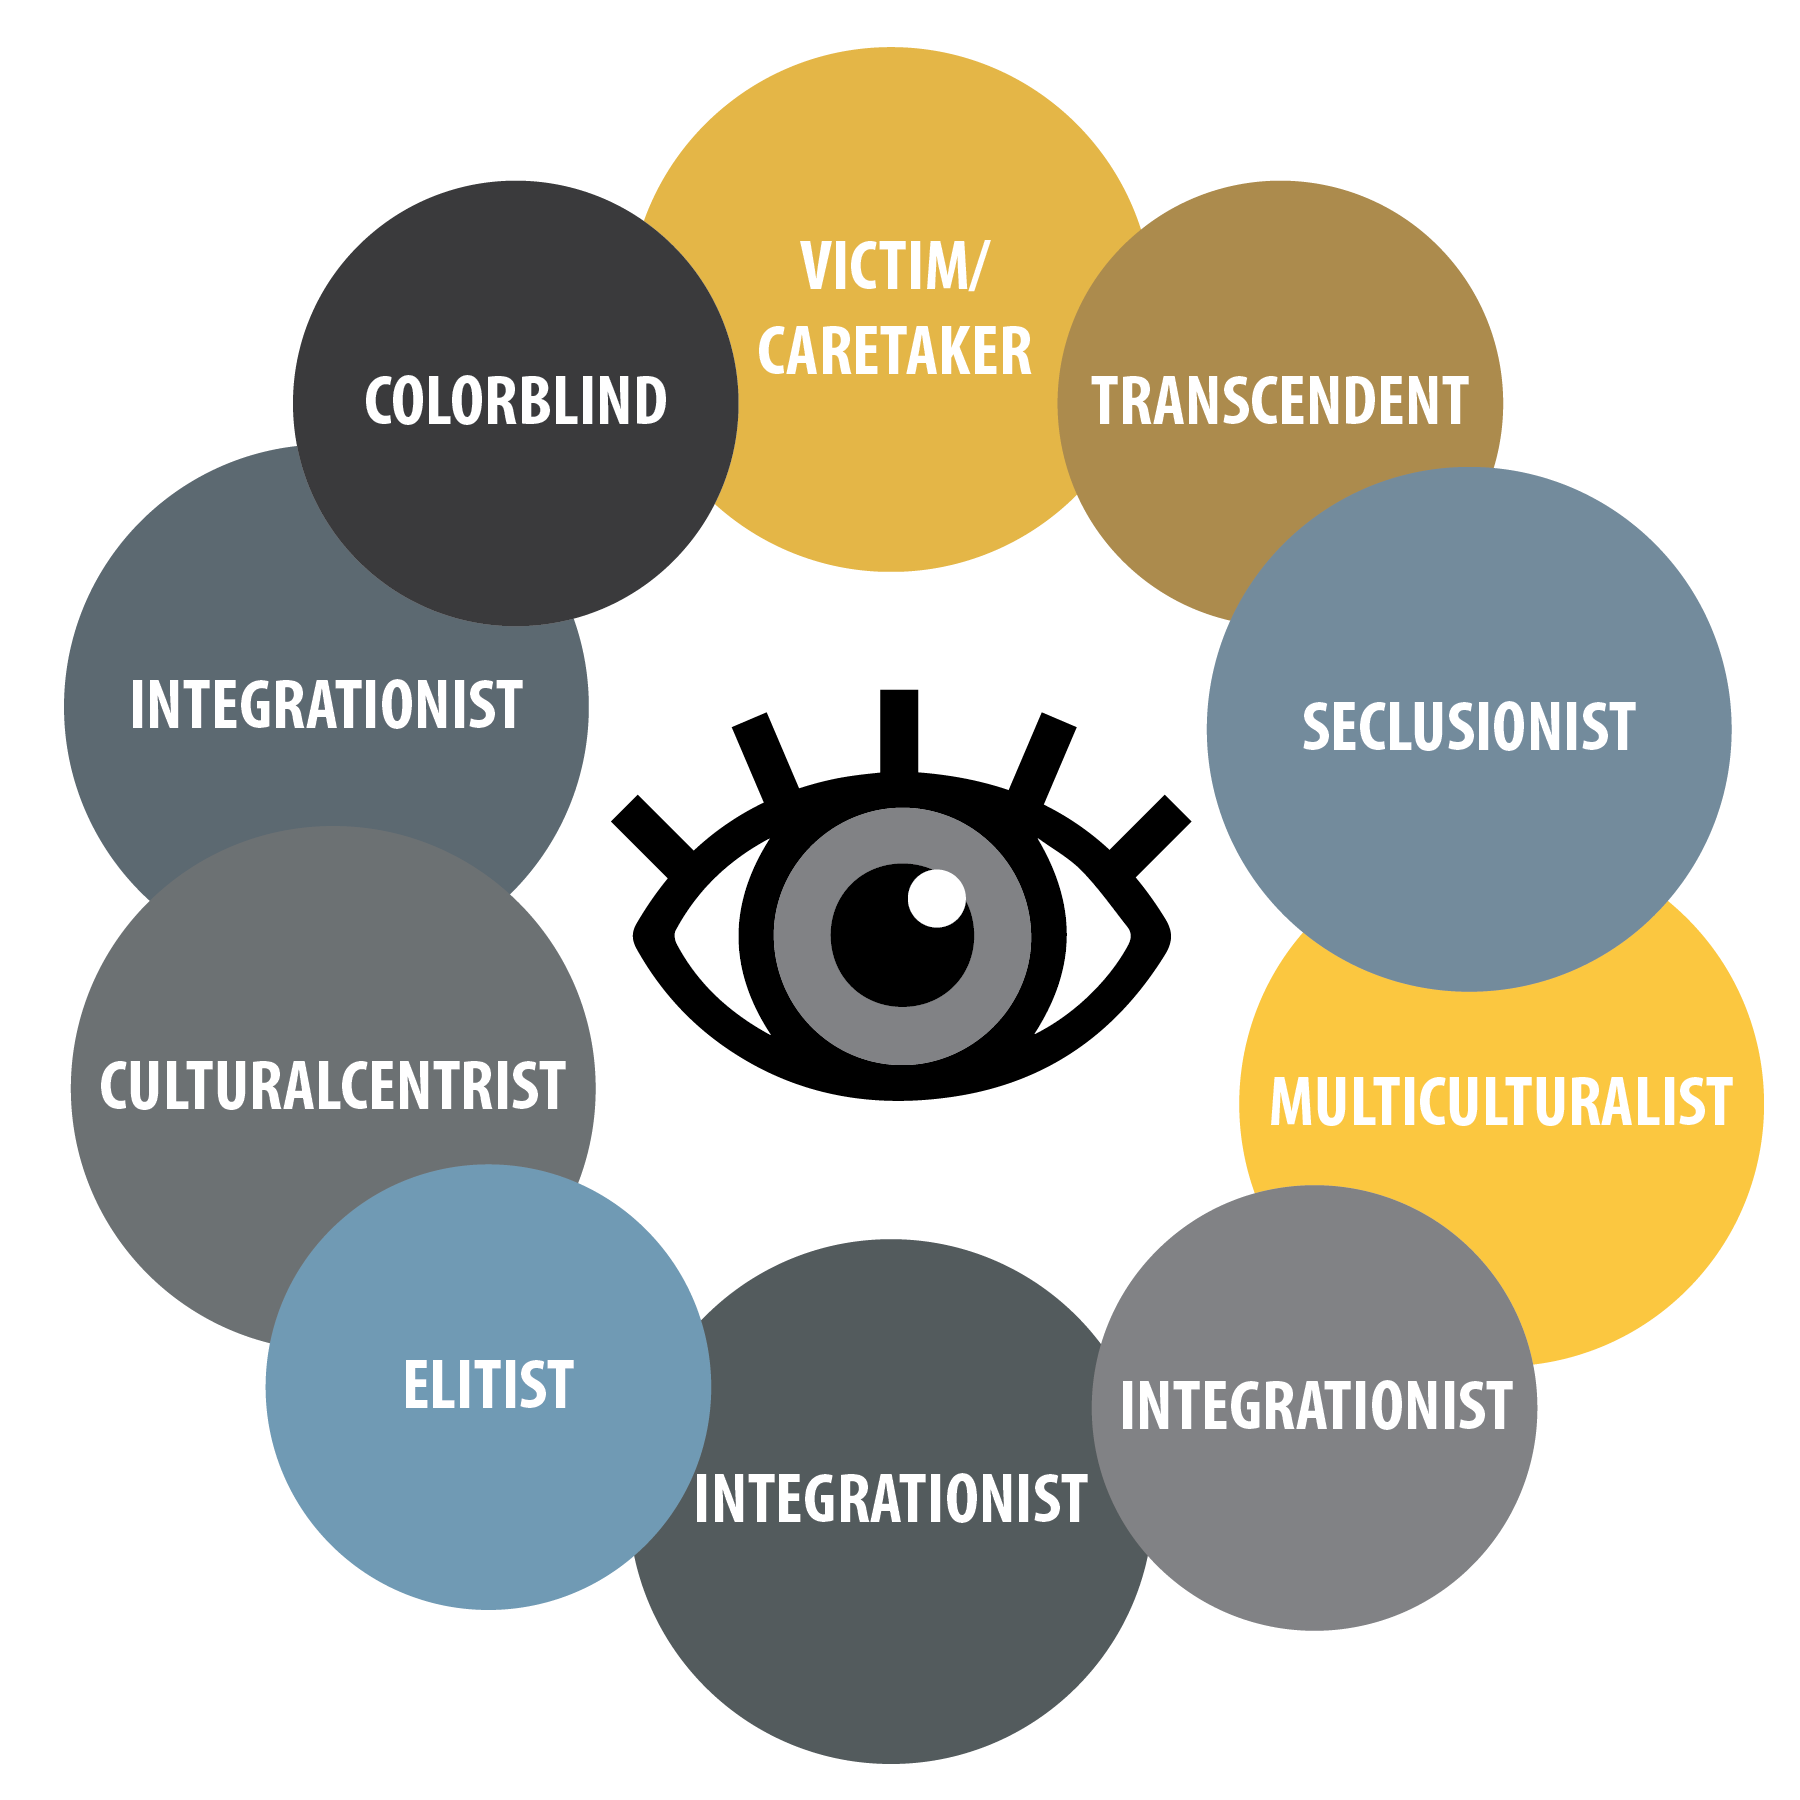 VICTIM/
CARETAKER
COLORBLIND
TRANSCENDENT
INTEGRATIONIST
SECLUSIONIST
CULTURALCENTRIST
MULTICULTURALIST
ELITIST
INTEGRATIONIST
INTEGRATIONIST